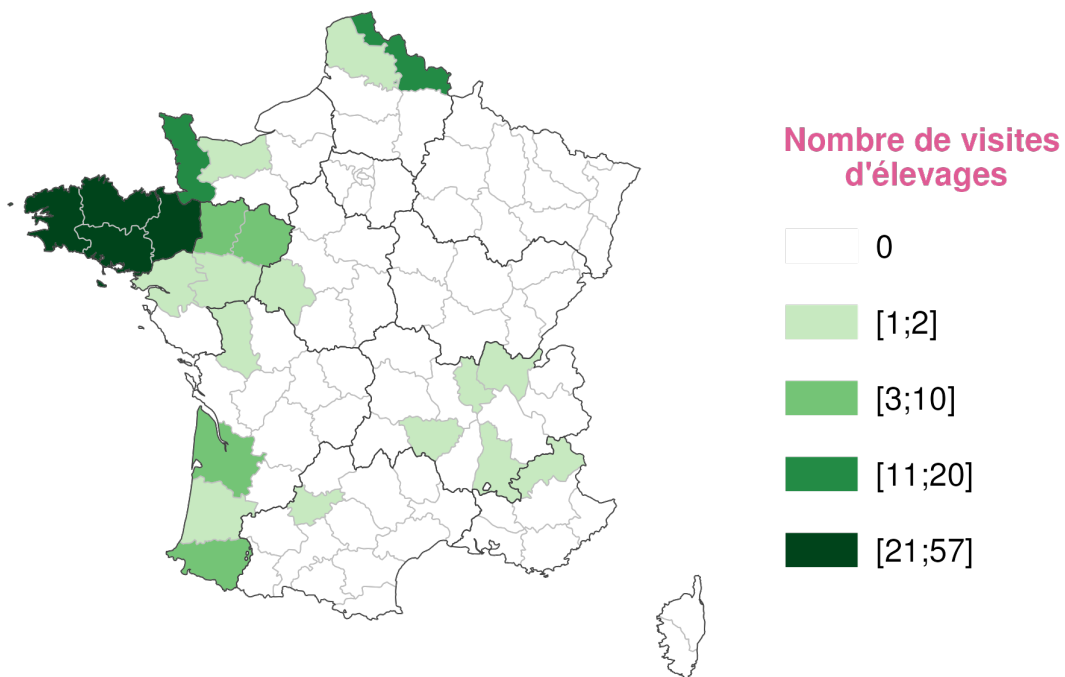 Nombre de visites
d'élevages
0
[1;2]
[3;10]
[11;20]
[21;57]